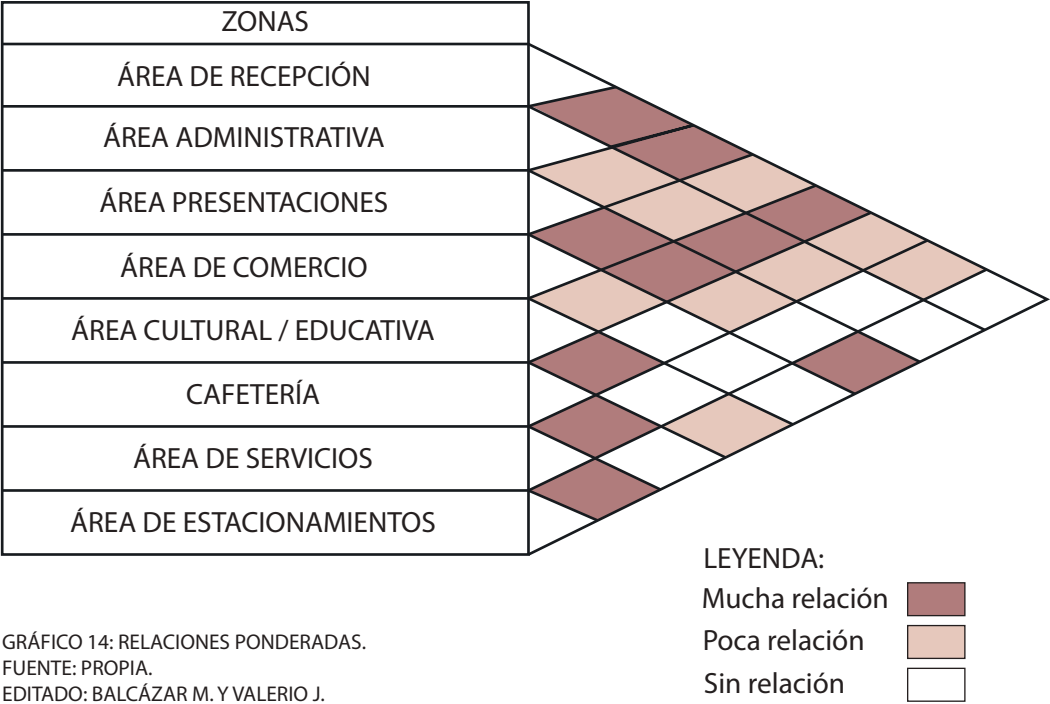 ZONAS
ÁREA DE RECEPCIÓN
ÁREA ADMINISTRATIVA
ÁREA PRESENTACIONES
ÁREA DE COMERCIO
ÁREA CULTURAL / EDUCATIVA
CAFETERÍA
ÁREA DE SERVICIOS
ÁREA DE ESTACIONAMIENTOS
LEYENDA:
Mucha relación
Poca relación
Sin relación
GRÁFICO 14: RELACIONES PONDERADAS.
FUENTE: PROPIA.
EDITADO: BALCÁZAR M. Y VALERIO J.